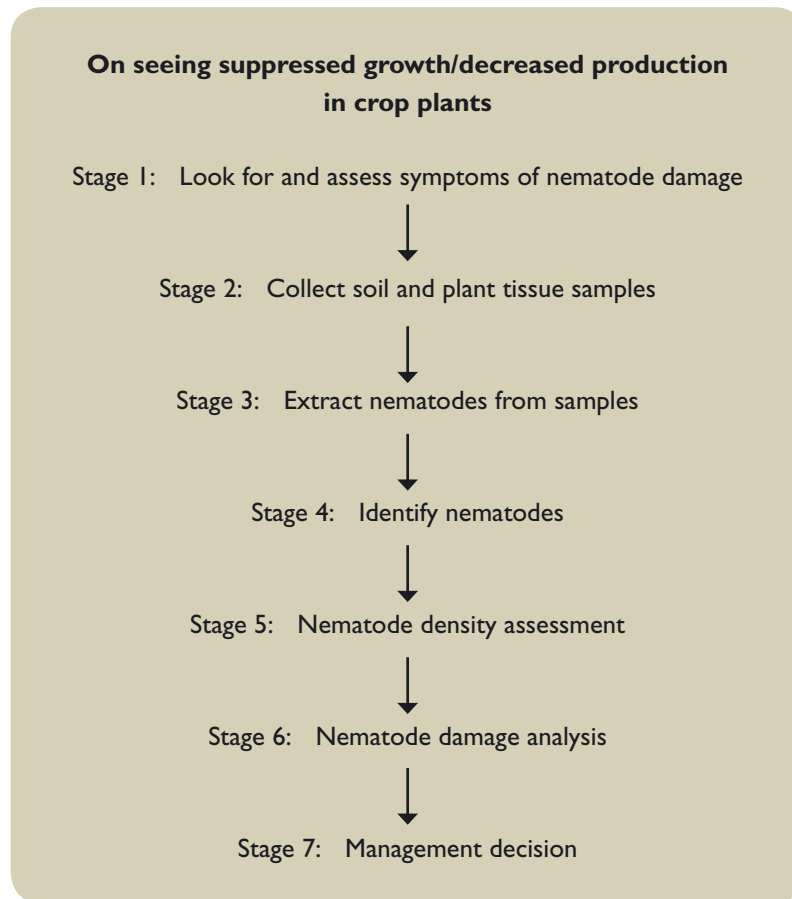 On seeing suppressed growth/decreased production
in crop plants
Stage 1: Look for and assess symptoms of nematode damage
Stage 2: Collect soil and plant tissue samples
Stage 3: Extract nematodes from samples
Stage 4: Identify nematodes
Stage 5: Nematode density assessment
Stage 6: Nematode damage analysis
Stage 7: Management decision